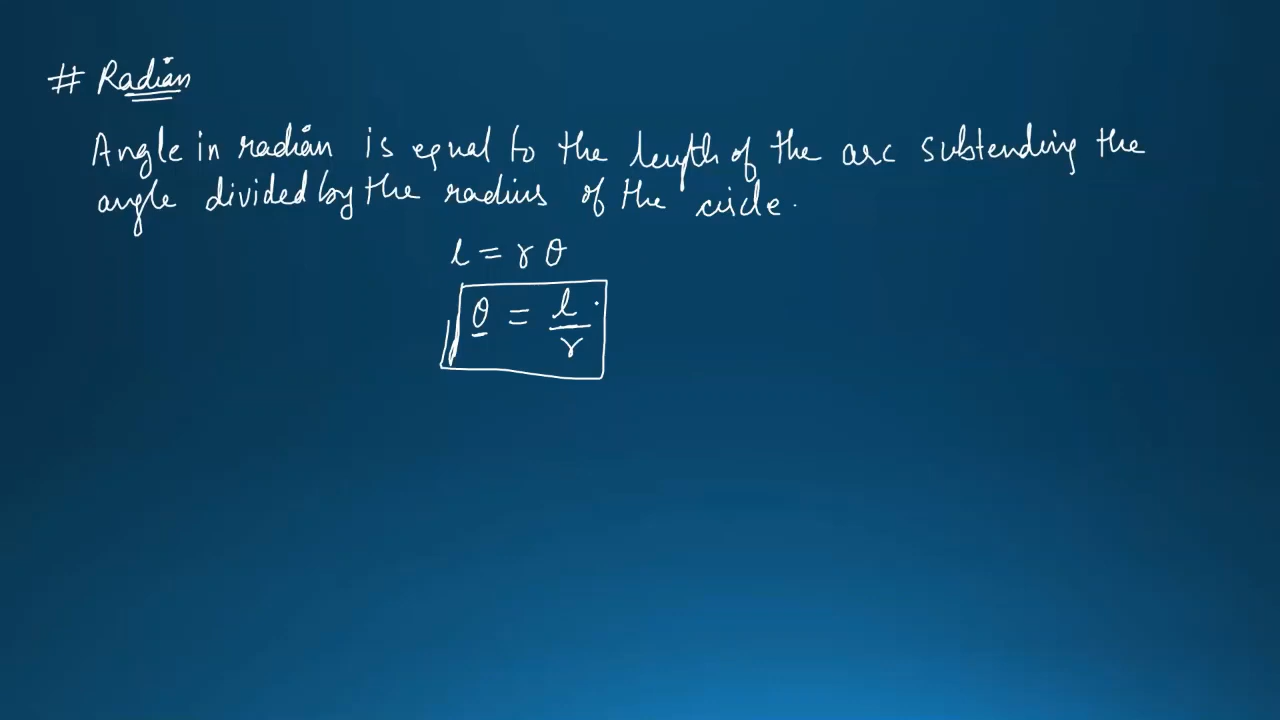 # Radian
Angle in radian is equal to the length of the arc subtending the
angle divided by the radius of the circle.
l = r θ
θ = l/r